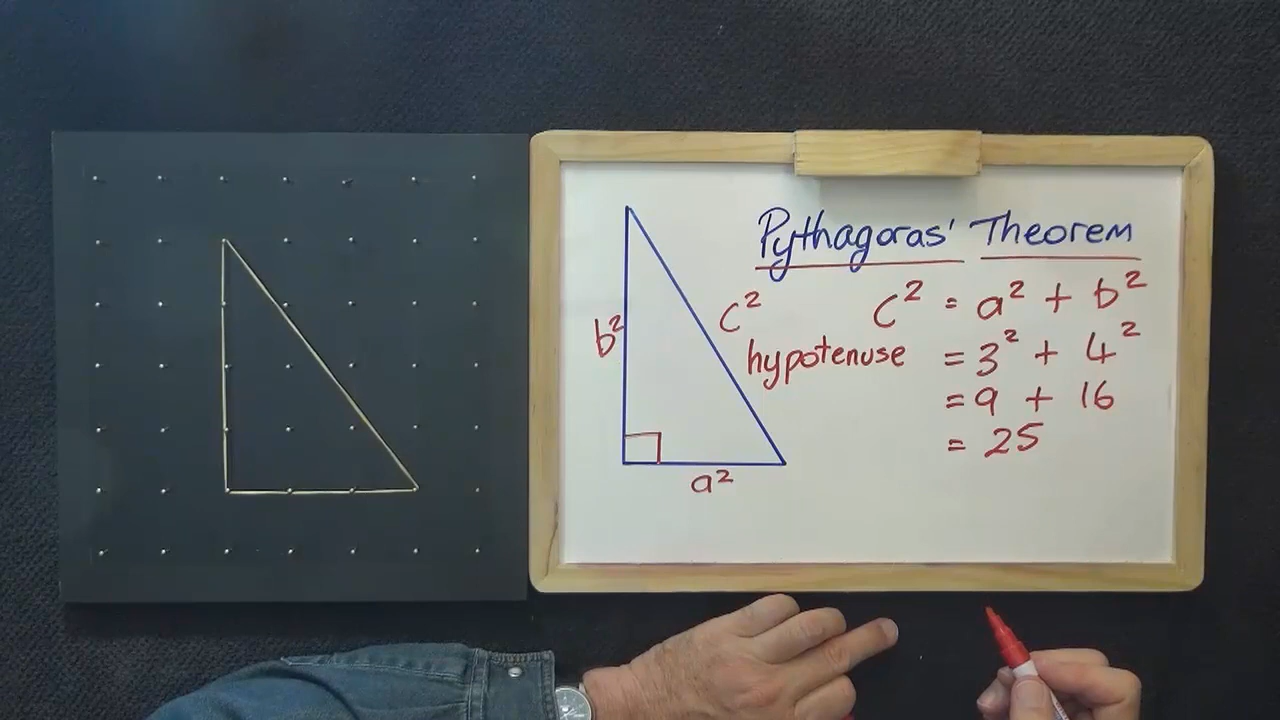 Pythagoras' Theorem
c² = a² + b²
= 3² + 4²
= 9 + 16
= 25
b²
c²
hypotenuse
a²